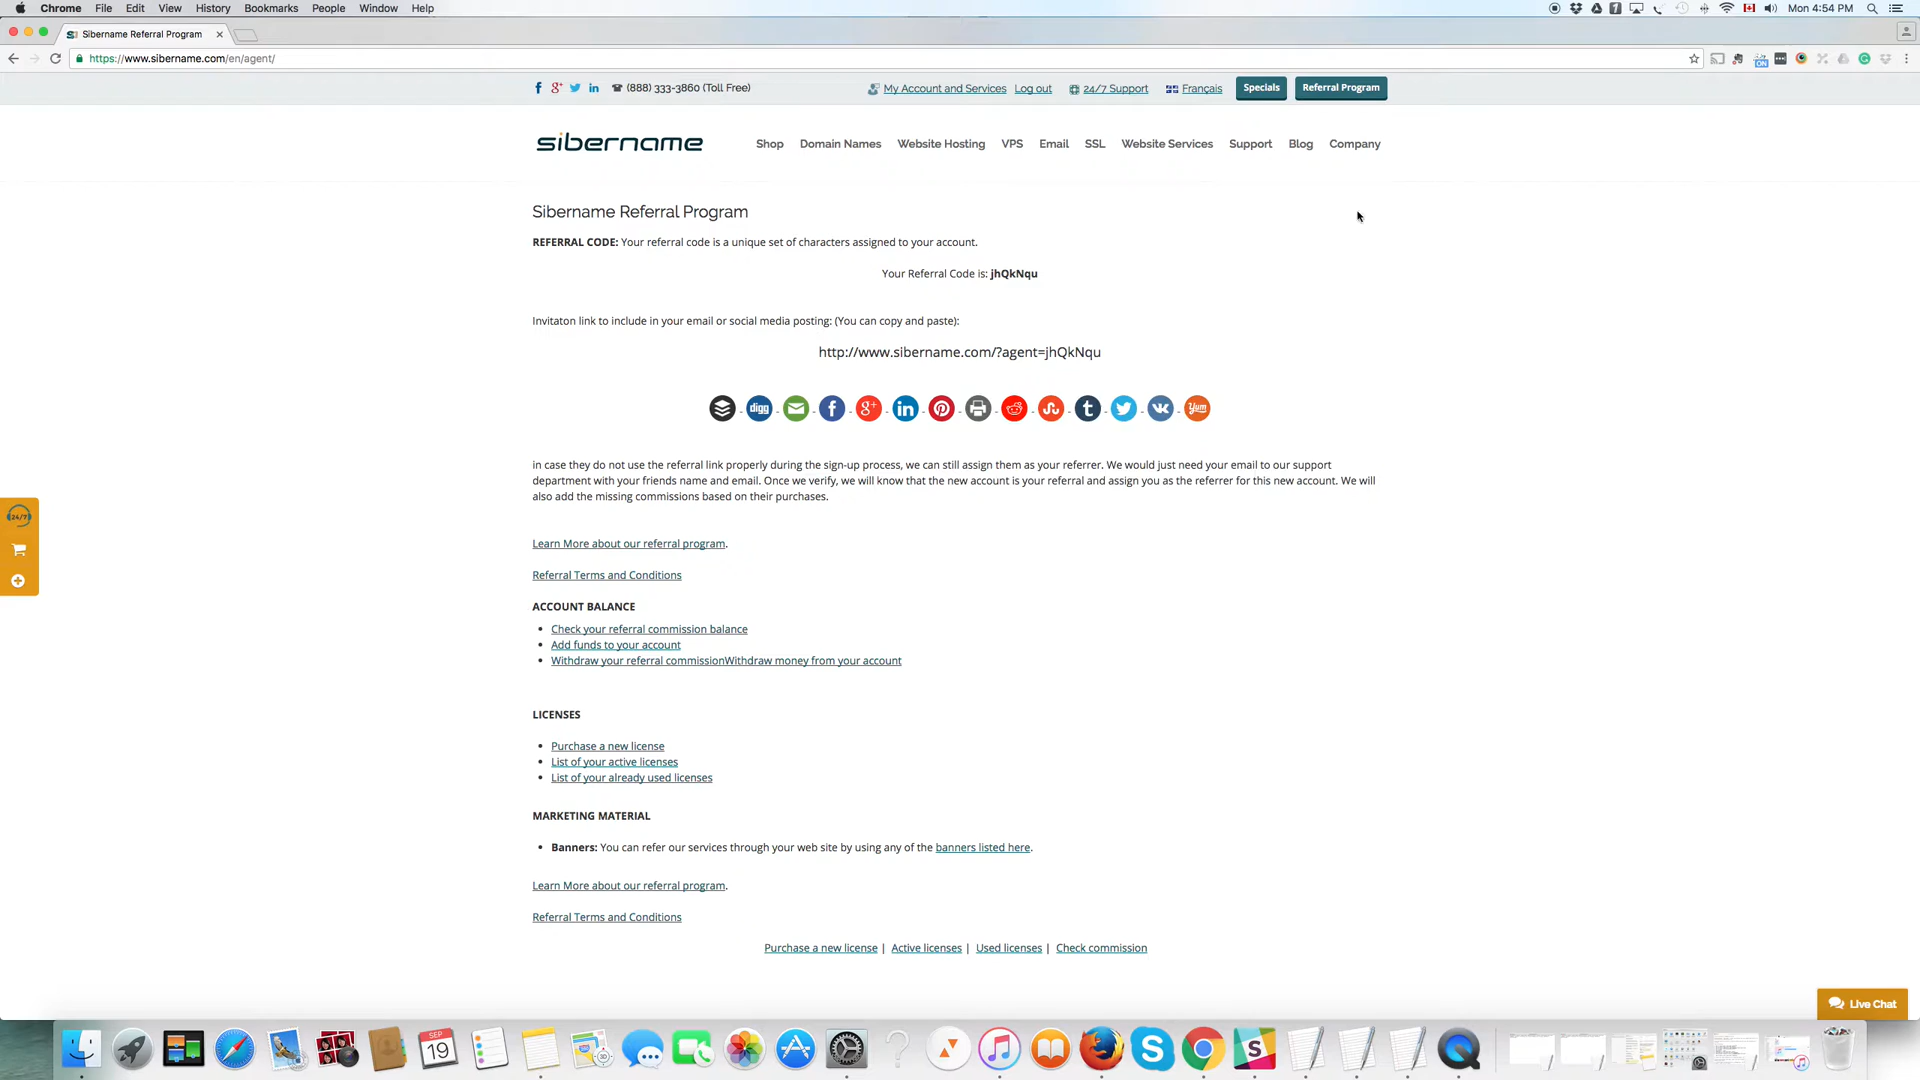 Chrome File Edit View History Bookmarks People Window Help Mon 4:54 PM
Sibername Referral Program
https://www.sibername.com/en/agent/
(888) 333-3860 (Toll Free) My Account and Services Log out 24/7 Support Français Specials Referral Program
sibername Shop Domain Names Website Hosting VPS Email SSL Website Services Support Blog Company
Sibername Referral Program
REFERRAL CODE: Your referral code is a unique set of characters assigned to your account.
Your Referral Code is: jhQkNqu
Invitaton link to include in your email or social media posting: (You can copy and paste):
http://www.sibername.com/?agent=jhQkNqu
digg Yum
in case they do not use the referral link properly during the sign-up process, we can still assign them as your referrer. We would just need your email to our support
department with your friends name and email. Once we verify, we will know that the new account is your referral and assign you as the referrer for this new account. We will
also add the missing commissions based on their purchases.
24/7
Learn More about our referral program.
Referral Terms and Conditions
ACCOUNT BALANCE
Check your referral commission balance
Add funds to your account
Withdraw your referral commissionWithdraw money from your account
LICENSES
Purchase a new license
List of your active licenses
List of your already used licenses
MARKETING MATERIAL
Banners: You can refer our services through your web site by using any of the banners listed here.
Learn More about our referral program.
Referral Terms and Conditions
Purchase a new license | Active licenses | Used licenses | Check commission
Live Chat
SEP
19